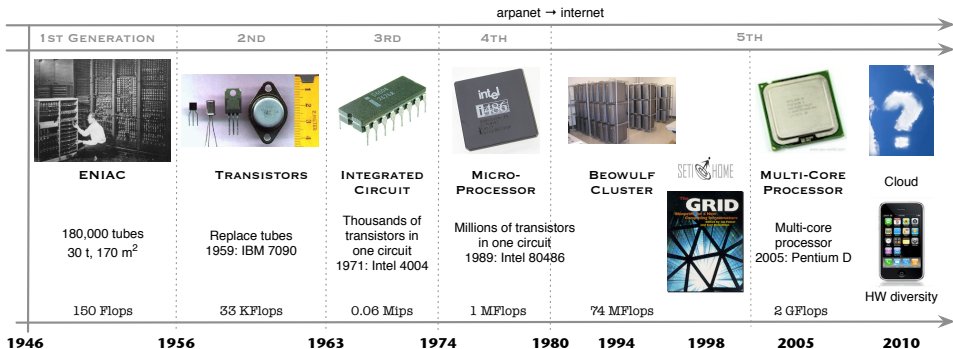 arpanet → internet
1ST GENERATION
2ND
3RD
4TH
5TH
ENIAC
180,000 tubes
30 t, 170 m²
150 Flops
TRANSISTORS
Replace tubes
1959: IBM 7090
33 KFlops
INTEGRATED
CIRCUIT
Thousands of
transistors in
one circuit
1971: Intel 4004
0.06 Mips
intel
i486
MICRO-
PROCESSOR
Millions of transistors
in one circuit
1989: Intel 80486
1 MFlops
BEOWULF
CLUSTER
74 MFlops
SETI HOME
The
GRID
MULTI-CORE
PROCESSOR
Multi-core
processor
2005: Pentium D
2 GFlops
Cloud
HW diversity
1946
1956
1963
1974
1980
1994
1998
2005
2010